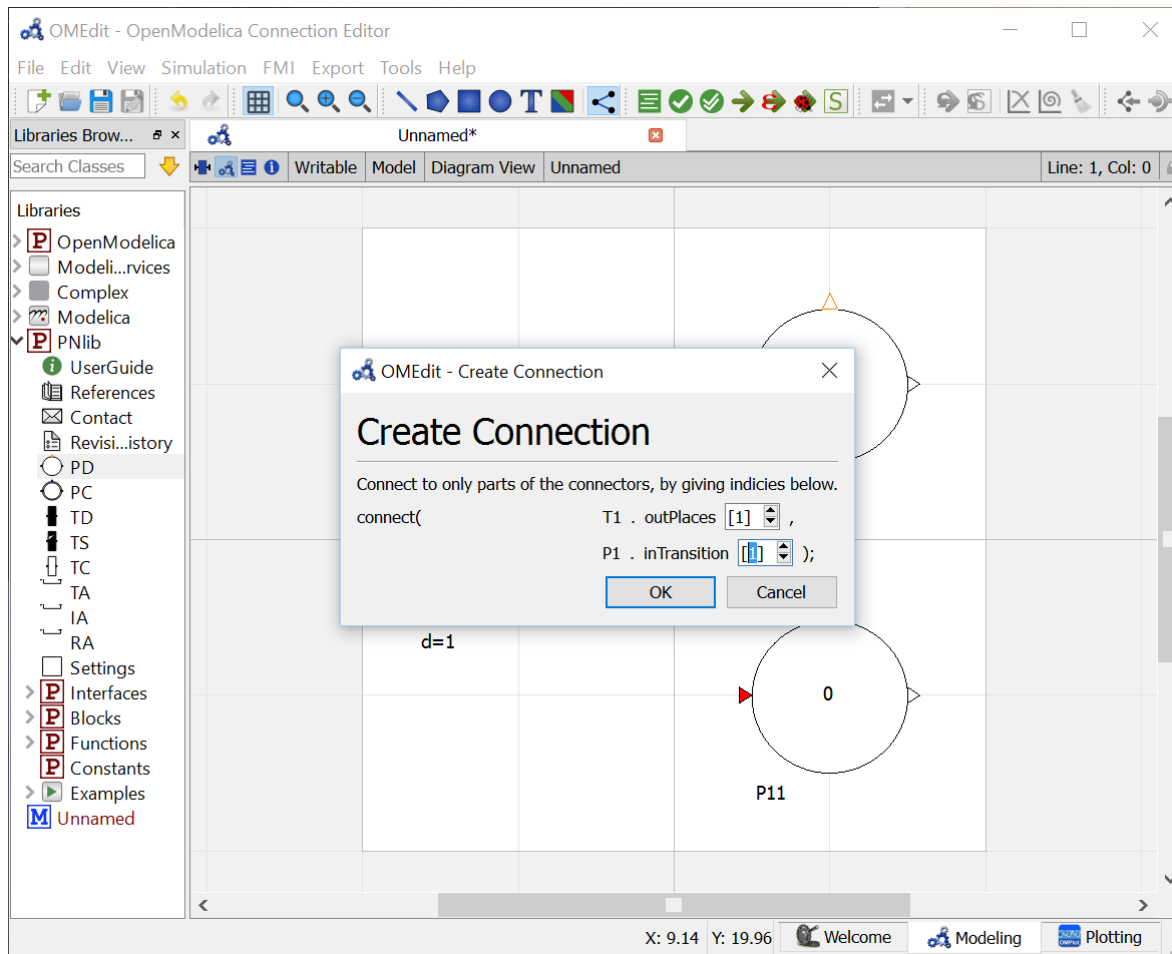 OMEdit - OpenModelica Connection Editor
File Edit View Simulation FMI Export Tools Help
T S
Libraries Brow...
Unnamed*
Search Classes
Writable Model Diagram View Unnamed Line: 1, Col: 0
Libraries
P OpenModelica
Modeli...rvices
Complex
Modelica
P PNlib
UserGuide
References
Contact
Revisi...istory
PD
PC
TD
TS
TC
TA
IA
RA
Settings
P Interfaces
P Blocks
P Functions
P Constants
Examples
M Unnamed
OMEdit - Create Connection
Create Connection
Connect to only parts of the connectors, by giving indicies below.
connect( T1 . outPlaces [1] ,
P1 . inTransition [1] );
OK Cancel
d=1
0
P11
X: 9.14 Y: 19.96 Welcome Modeling Plotting